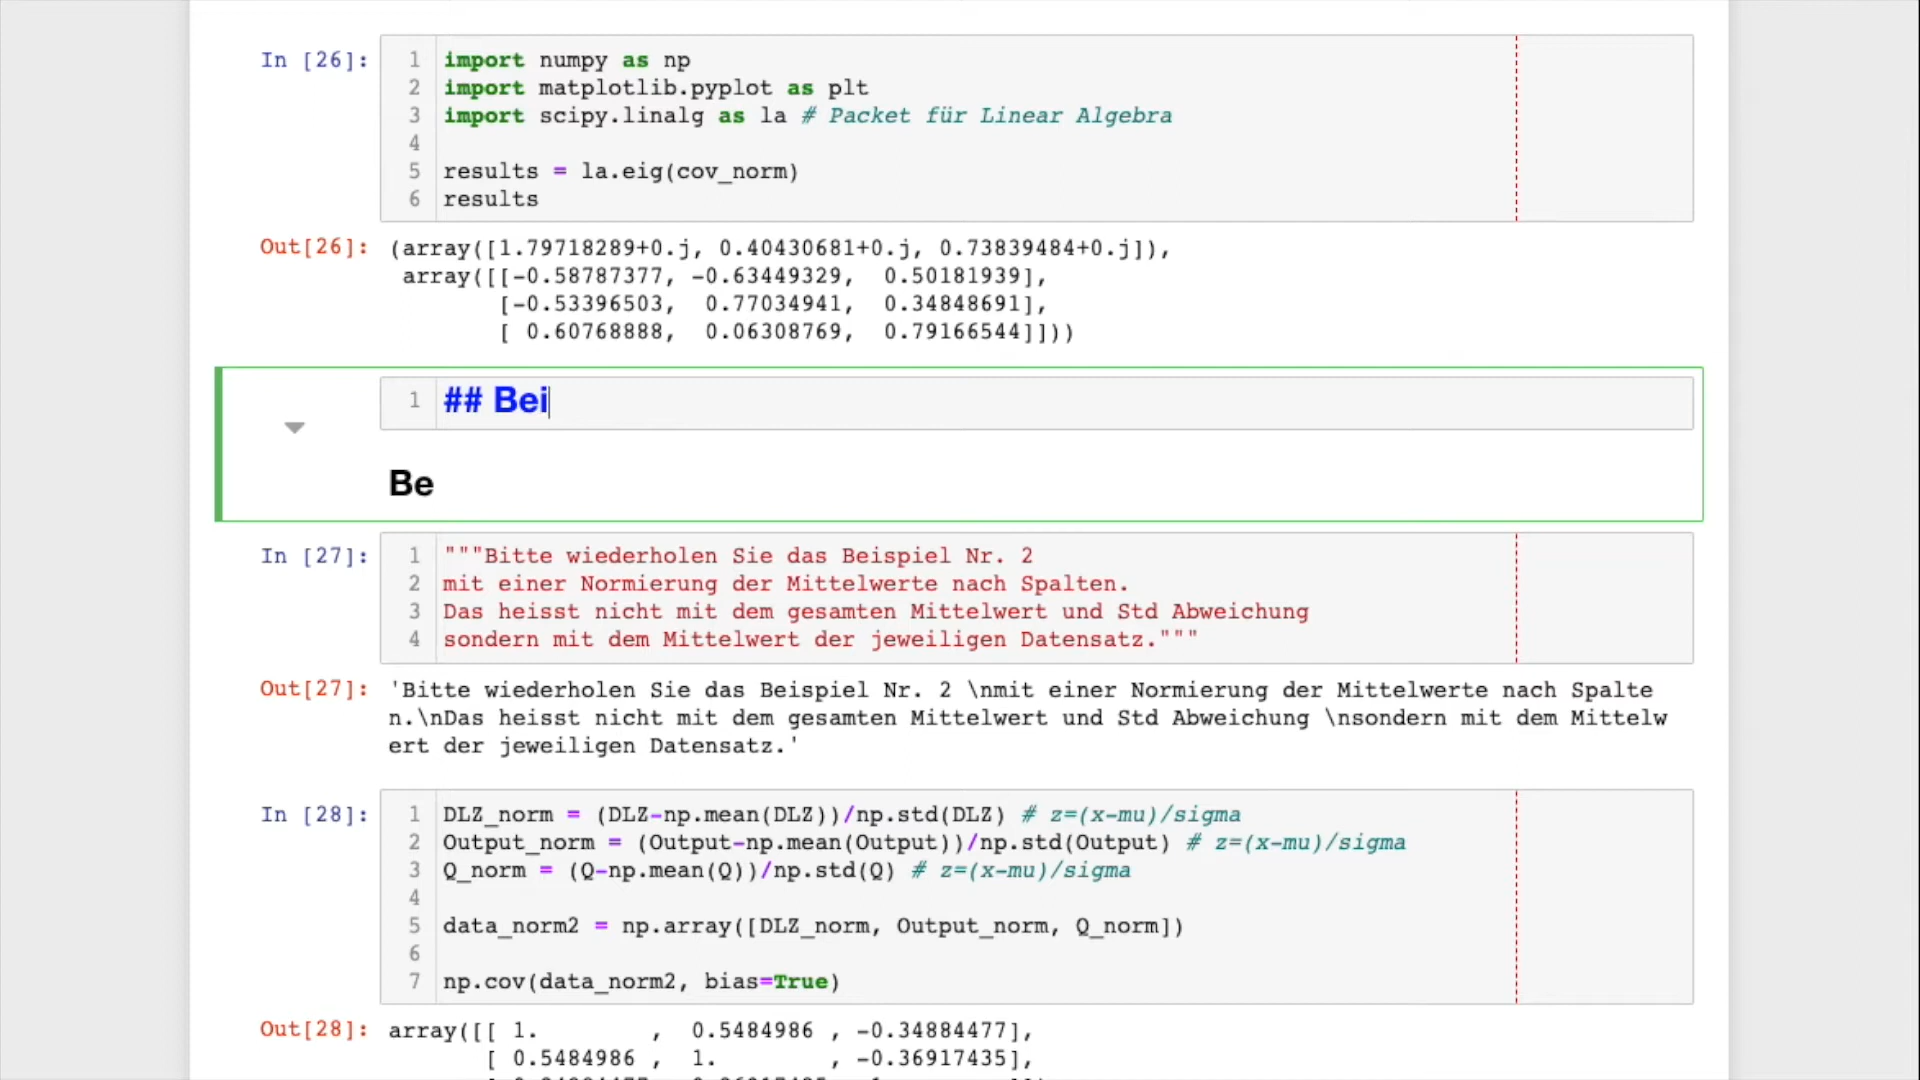 In [26]:
1 import numpy as np
2 import matplotlib.pyplot as plt
3 import scipy.linalg as la # Packet für Linear Algebra
4
5 results = la.eig(cov_norm)
6 results
Out[26]: (array([1.79718289+0.j, 0.40430681+0.j, 0.73839484+0.j]),
array([[-0.58787377, -0.63449329, 0.50181939],
[-0.53396503, 0.77034941, 0.34848691],
[ 0.60768888, 0.06308769, 0.79166544]]))
1 ## Bei
Be
In [27]:
1 """Bitte wiederholen Sie das Beispiel Nr. 2
2 mit einer Normierung der Mittelwerte nach Spalten.
3 Das heisst nicht mit dem gesamten Mittelwert und Std Abweichung
4 sondern mit dem Mittelwert der jeweiligen Datensatz."""
Out[27]: 'Bitte wiederholen Sie das Beispiel Nr. 2 \nmit einer Normierung der Mittelwerte nach Spalte
n.\nDas heisst nicht mit dem gesamten Mittelwert und Std Abweichung \nsondern mit dem Mittelw
ert der jeweiligen Datensatz.'
In [28]:
1 DLZ_norm = (DLZ-np.mean(DLZ))/np.std(DLZ) # z=(x-mu)/sigma
2 Output_norm = (Output-np.mean(Output))/np.std(Output) # z=(x-mu)/sigma
3 Q_norm = (Q-np.mean(Q))/np.std(Q) # z=(x-mu)/sigma
4
5 data_norm2 = np.array([DLZ_norm, Output_norm, Q_norm])
6
7 np.cov(data_norm2, bias=True)
Out[28]: array([[ 1. , 0.5484986 , -0.34884477],
[ 0.5484986 , 1. , -0.36917435],